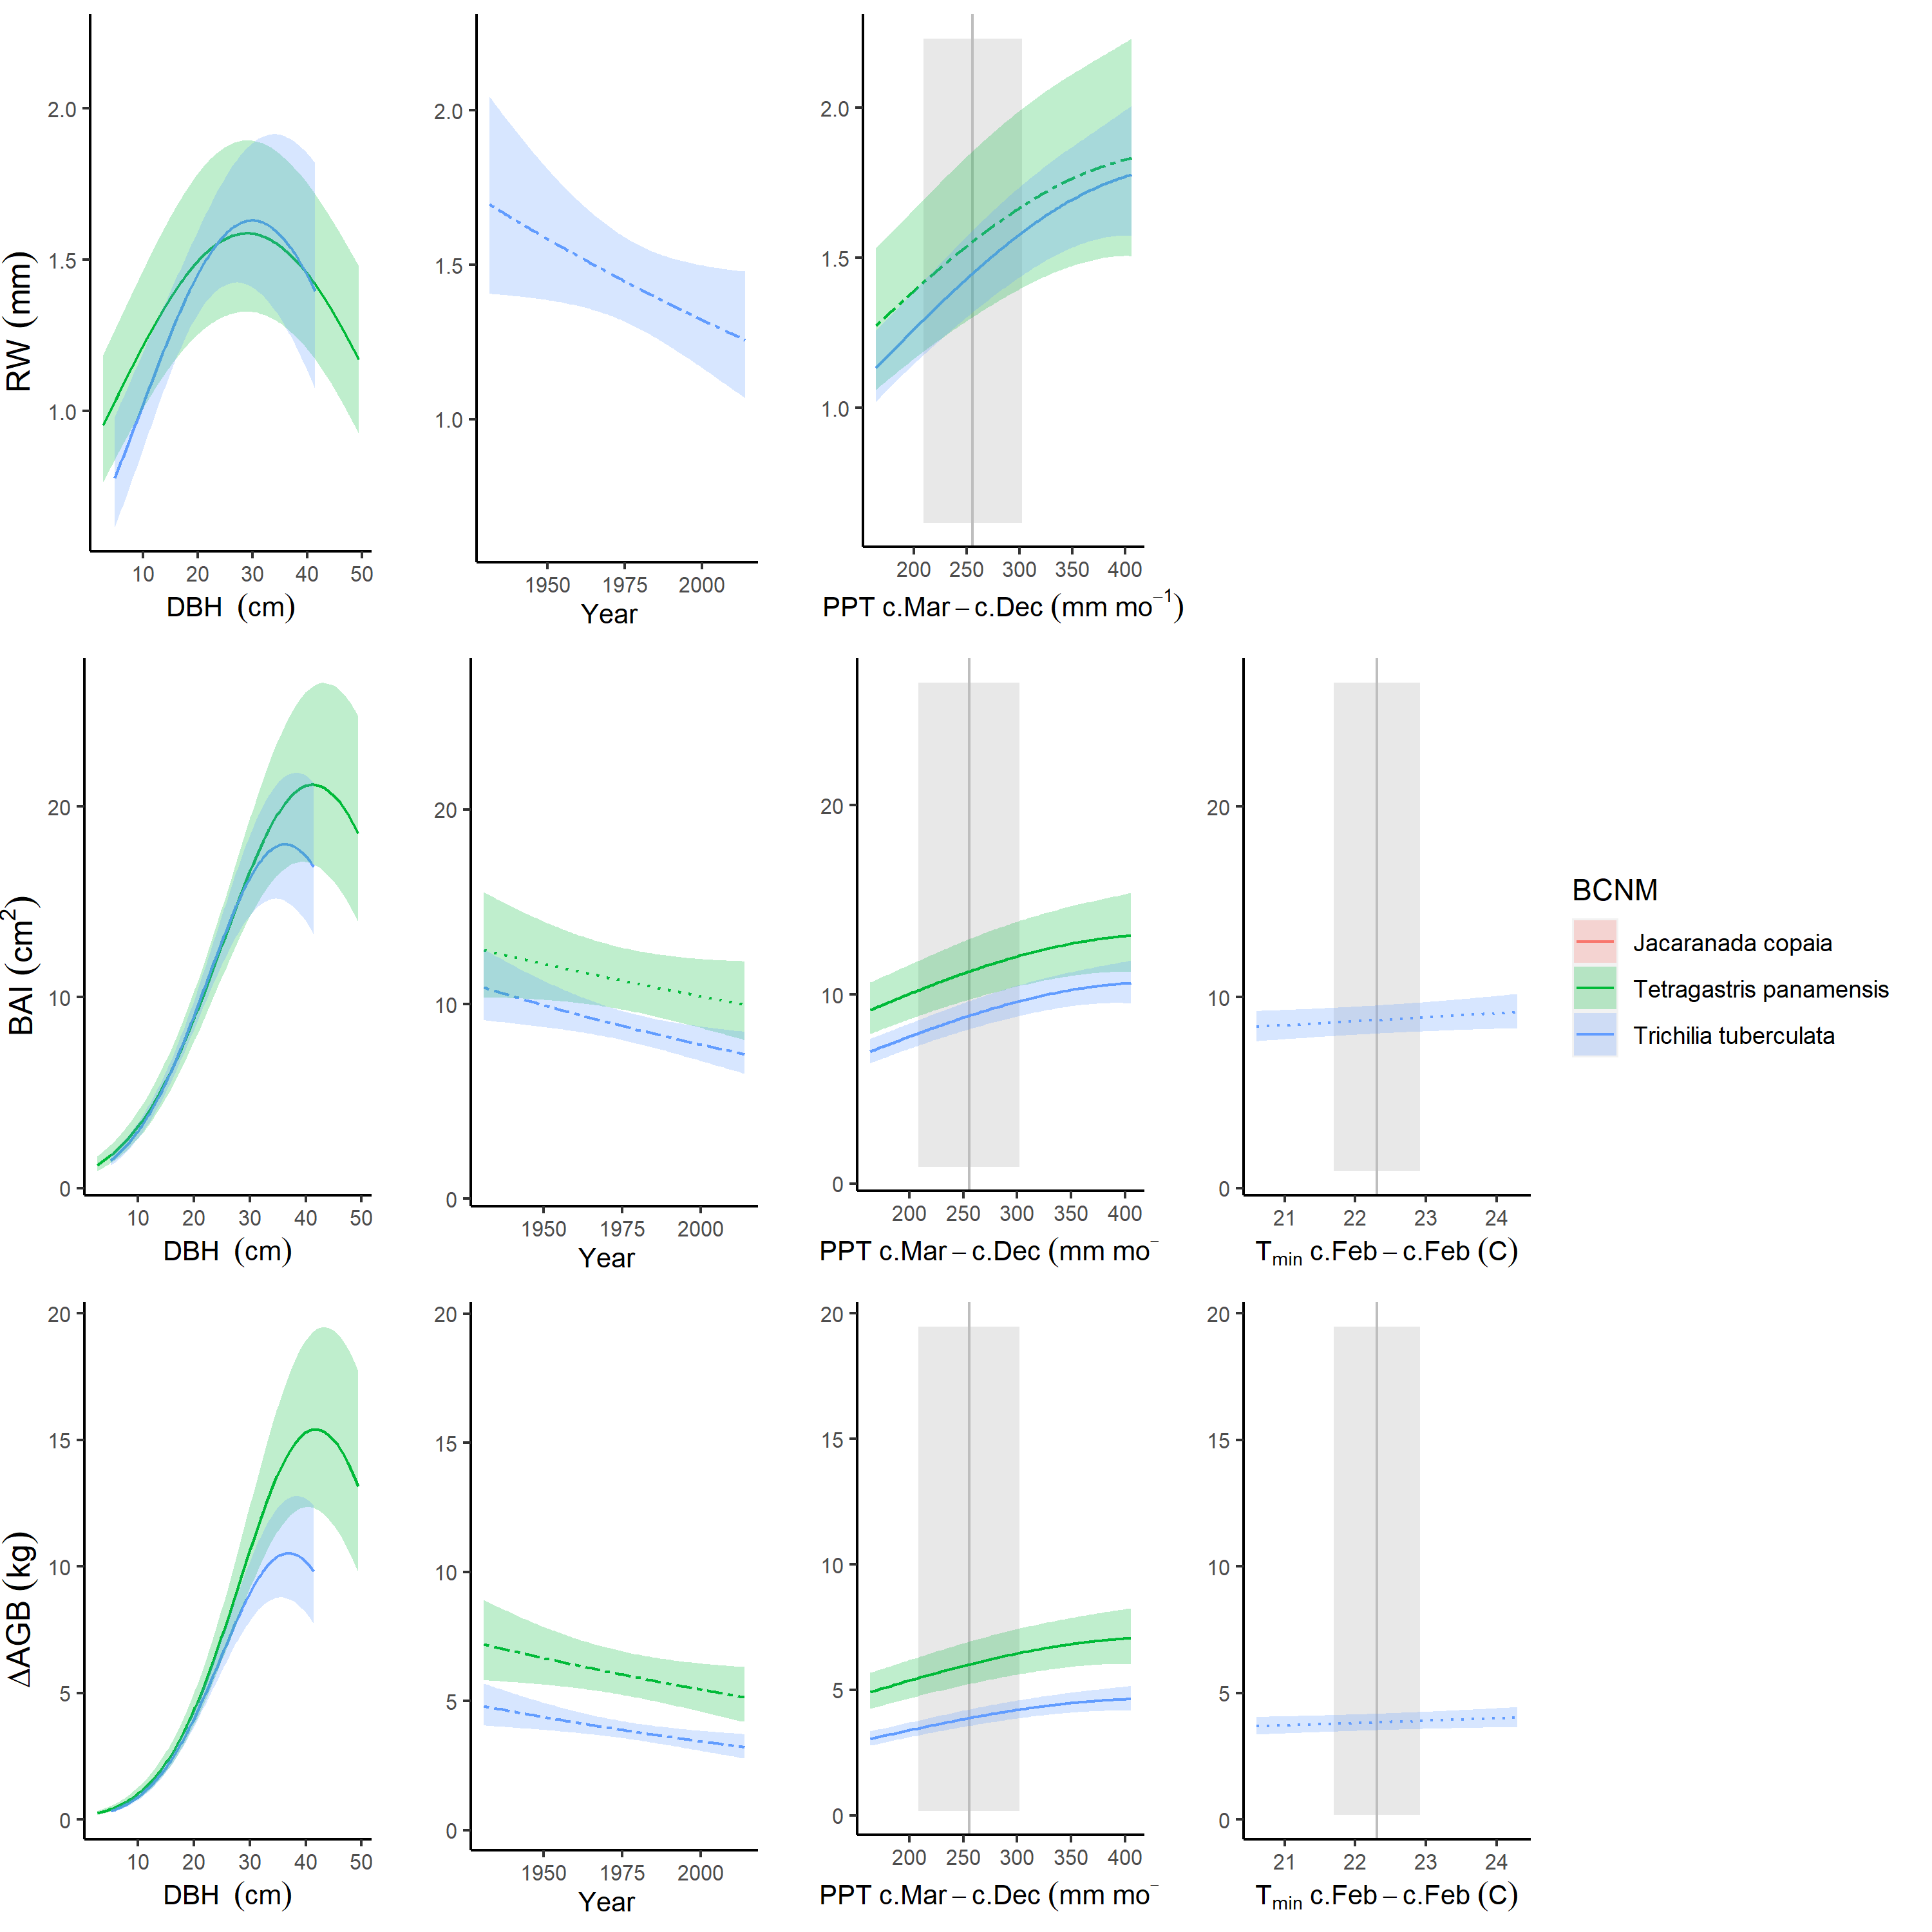 RW (mm)
2.0
1.5
1.0
10 20 30 40 50
DBH (cm)
2.0
1.5
1.0
1950 1975 2000
Year
2.0
1.5
1.0
200 250 300 350 400
PPT c.Mar – c.Dec (mm mo⁻¹)
BAI (cm²)
20
10
0
10 20 30 40 50
DBH (cm)
20
10
0
1950 1975 2000
Year
20
10
0
200 250 300 350 400
PPT c.Mar – c.Dec (mm mo⁻
20
10
0
21 22 23 24
Tmin c.Feb – c.Feb (C)
BCNM
Jacaranada copaia
Tetragastris panamensis
Trichilia tuberculata
ΔAGB (kg)
20
15
10
5
0
10 20 30 40 50
DBH (cm)
20
15
10
5
0
1950 1975 2000
Year
20
15
10
5
0
200 250 300 350 400
PPT c.Mar – c.Dec (mm mo⁻
20
15
10
5
0
21 22 23 24
Tmin c.Feb – c.Feb (C)